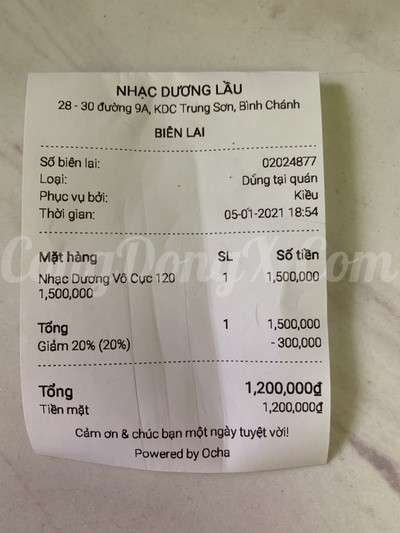 NHẠC DƯƠNG LẦU
28 - 30 đường 9A, KDC Trung Sơn, Bình Chánh
BIÊN LAI
Số biên lai: 02024877
Loại: Dùng tại quán
Phục vụ bởi: Kiều
Thời gian: 05-01-2021 18:54
Mặt hàng SL Số tiền
Nhạc Dương Vô Cực 120 1 1,500,000
1,500,000
Tổng 1 1,500,000
Giảm 20% (20%) - 300,000
Tổng 1,200,000₫
Tiền mặt 1,200,000₫
Cảm ơn & chúc bạn một ngày tuyệt vời!
Powered by Ocha
CongDongX.Com